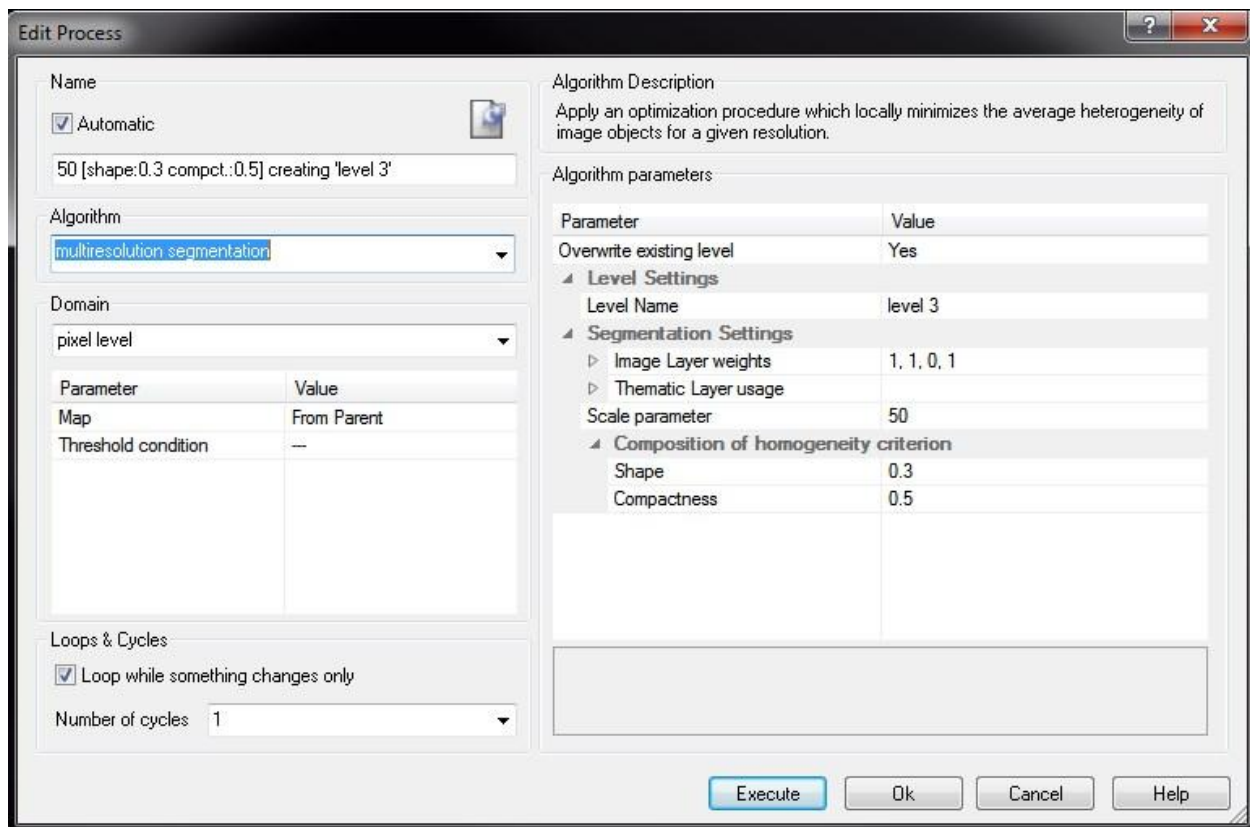 Edit Process
?
X
Name
Automatic
50 [shape:0.3 compct.:0.5] creating 'level 3'
Algorithm
multiresolution segmentation
Domain
pixel level
Parameter Value
Map From Parent
Threshold condition ---
Loops & Cycles
Loop while something changes only
Number of cycles 1
Algorithm Description
Apply an optimization procedure which locally minimizes the average heterogeneity of
image objects for a given resolution.
Algorithm parameters
Parameter Value
Overwrite existing level Yes
Level Settings
Level Name level 3
Segmentation Settings
Image Layer weights 1, 1, 0, 1
Thematic Layer usage
Scale parameter 50
Composition of homogeneity criterion
Shape 0.3
Compactness 0.5
Execute Ok Cancel Help